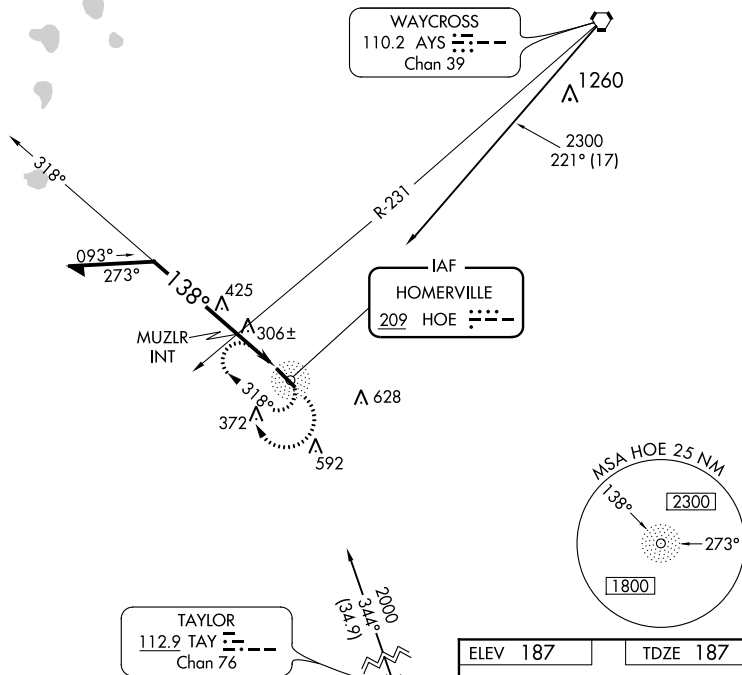 WAYCROSS
110.2 AYS
Chan 39
1260
2300
221° (17)
318°
R-231
093°
273°
138°
425
IAF
HOMERVILLE
209 HOE
306±
MUZLR
INT
318°
628
372
592
MSA HOE 25 NM
138°
2300
273°
1800
2000
344°
(34.9)
TAYLOR
112.9 TAY
Chan 76
ELEV 187
TDZE 187